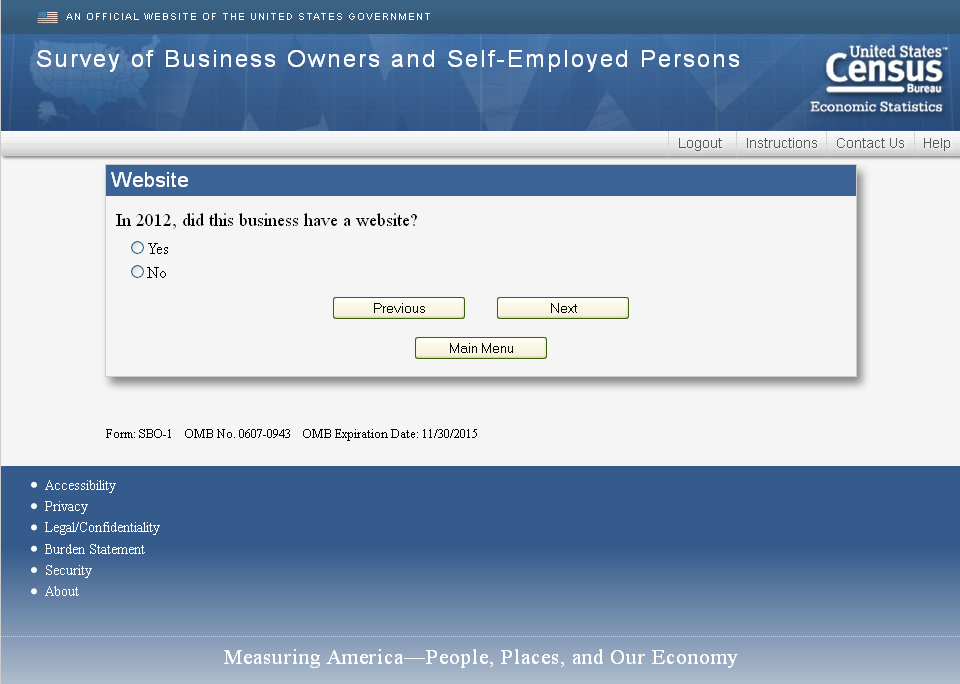 AN OFFICIAL WEBSITE OF THE UNITED STATES GOVERNMENT
Survey of Business Owners and Self-Employed Persons
United States™
Census
Bureau
Economic Statistics
Logout Instructions Contact Us Help
Website
In 2012, did this business have a website?
Yes
No
Previous Next
Main Menu
Form: SBO-1 OMB No. 0607-0943 OMB Expiration Date: 11/30/2015
Accessibility
Privacy
Legal/Confidentiality
Burden Statement
Security
About
Measuring America—People, Places, and Our Economy